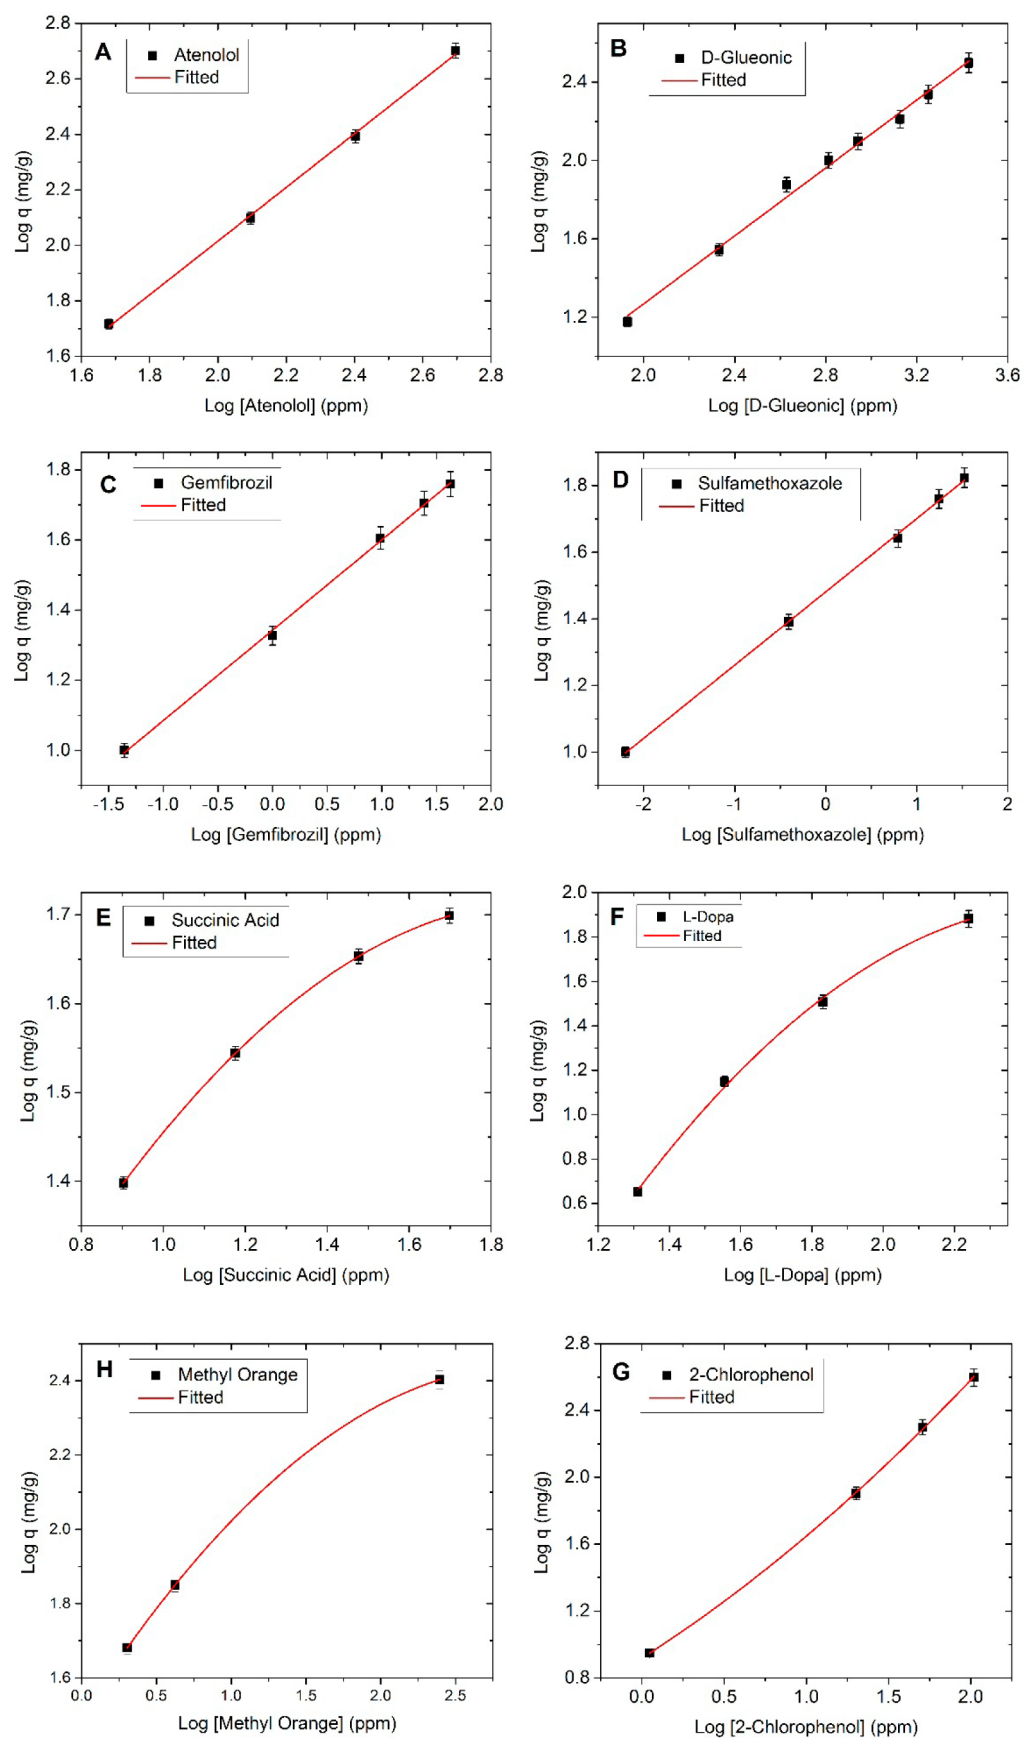 A
Atenolol
Fitted
2.8
2.6
2.4
2.2
2.0
1.8
1.6
Log q (mg/g)
1.6 1.8 2.0 2.2 2.4 2.6 2.8
Log [Atenolol] (ppm)
B
D-Glueonic
Fitted
2.4
2.0
1.6
1.2
Log q (mg/g)
2.0 2.4 2.8 3.2 3.6
Log [D-Glueonic] (ppm)
C
Gemfibrozil
Fitted
1.8
1.6
1.4
1.2
1.0
Log q (mg/g)
-1.5 -1.0 -0.5 0.0 0.5 1.0 1.5 2.0
Log [Gemfibrozil] (ppm)
D
Sulfamethoxazole
Fitted
1.8
1.6
1.4
1.2
1.0
Log q (mg/g)
-2 -1 0 1 2
Log [Sulfamethoxazole] (ppm)
E
Succinic Acid
Fitted
1.7
1.6
1.5
1.4
Log q (mg/g)
0.8 1.0 1.2 1.4 1.6 1.8
Log [Succinic Acid] (ppm)
F
L-Dopa
Fitted
2.0
1.8
1.6
1.4
1.2
1.0
0.8
0.6
Log q (mg/g)
1.2 1.4 1.6 1.8 2.0 2.2
Log [L-Dopa] (ppm)
H
Methyl Orange
Fitted
2.4
2.2
2.0
1.8
1.6
Log q (mg/g)
0.0 0.5 1.0 1.5 2.0 2.5
Log [Methyl Orange] (ppm)
G
2-Chlorophenol
Fitted
2.8
2.4
2.0
1.6
1.2
0.8
Log q (mg/g)
0.0 0.5 1.0 1.5 2.0
Log [2-Chlorophenol] (ppm)